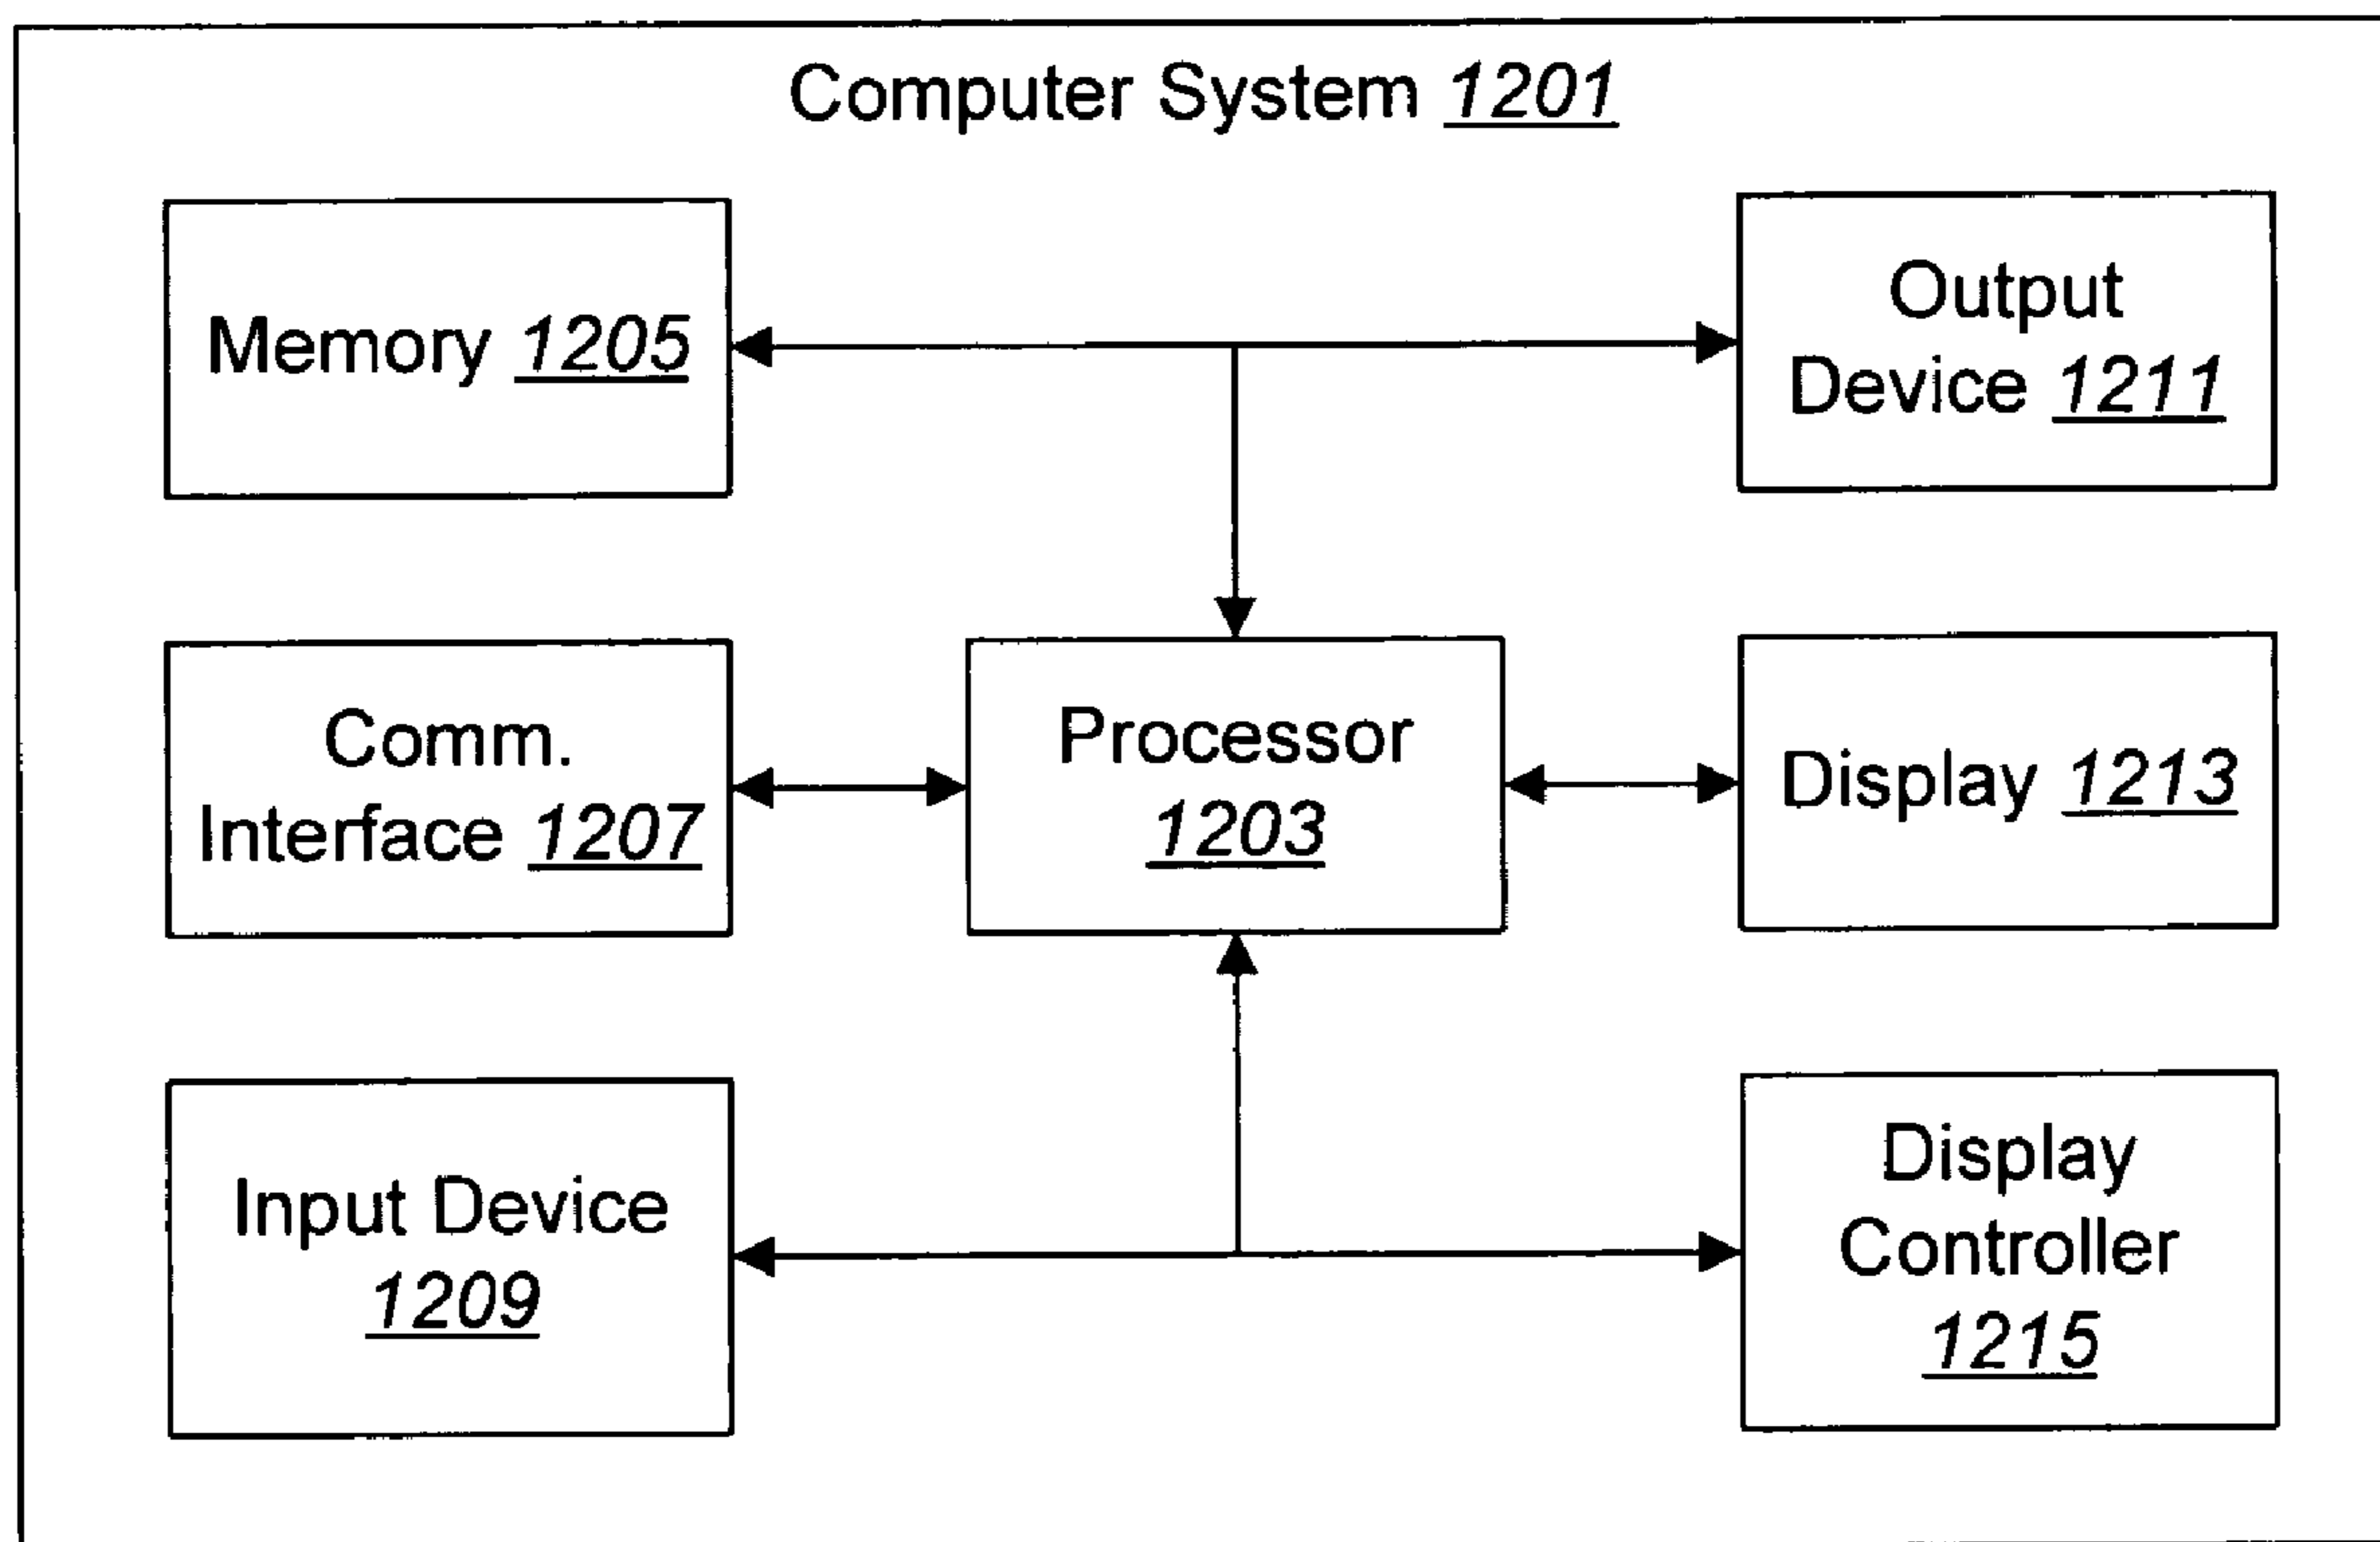 Computer System 1201
Memory 1205
Output
Device 1211
Comm.
Interface 1207
Processor
1203
Display 1213
Input Device
1209
Display
Controller
1215